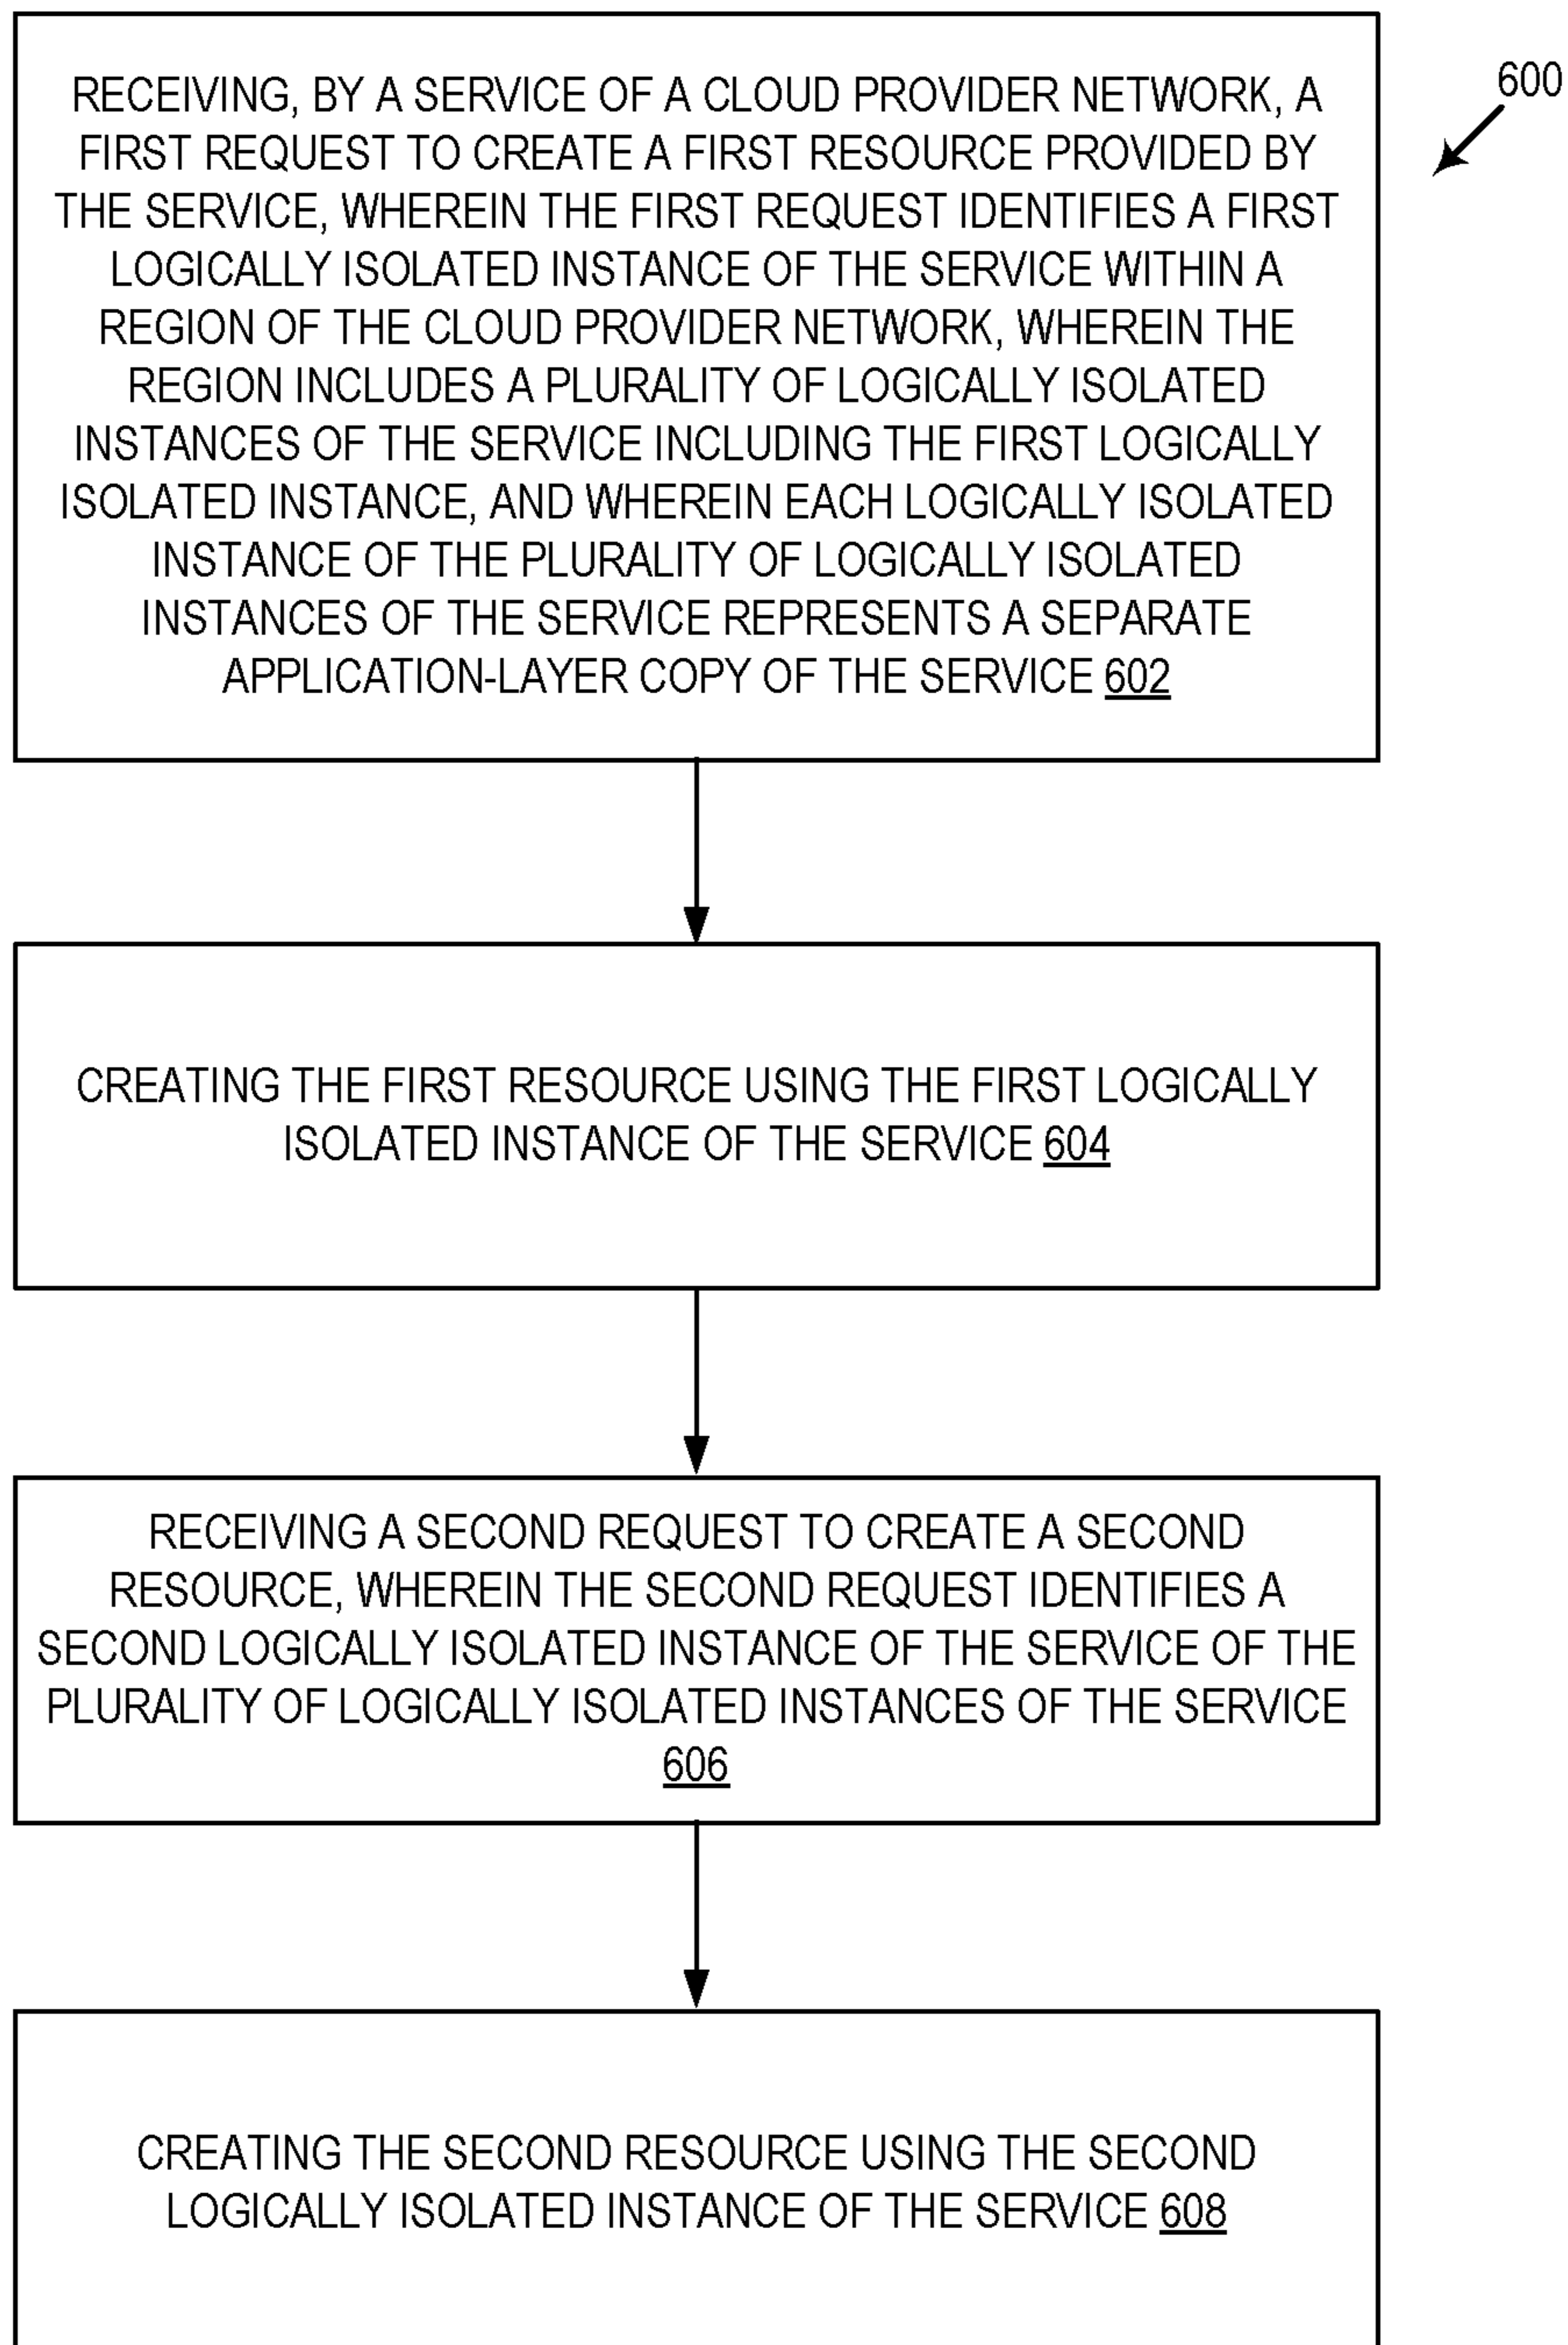 RECEIVING, BY A SERVICE OF A CLOUD PROVIDER NETWORK, A
FIRST REQUEST TO CREATE A FIRST RESOURCE PROVIDED BY
THE SERVICE, WHEREIN THE FIRST REQUEST IDENTIFIES A FIRST
LOGICALLY ISOLATED INSTANCE OF THE SERVICE WITHIN A
REGION OF THE CLOUD PROVIDER NETWORK, WHEREIN THE
REGION INCLUDES A PLURALITY OF LOGICALLY ISOLATED
INSTANCES OF THE SERVICE INCLUDING THE FIRST LOGICALLY
ISOLATED INSTANCE, AND WHEREIN EACH LOGICALLY ISOLATED
INSTANCE OF THE PLURALITY OF LOGICALLY ISOLATED
INSTANCES OF THE SERVICE REPRESENTS A SEPARATE
APPLICATION-LAYER COPY OF THE SERVICE 602
600
CREATING THE FIRST RESOURCE USING THE FIRST LOGICALLY
ISOLATED INSTANCE OF THE SERVICE 604
RECEIVING A SECOND REQUEST TO CREATE A SECOND
RESOURCE, WHEREIN THE SECOND REQUEST IDENTIFIES A
SECOND LOGICALLY ISOLATED INSTANCE OF THE SERVICE OF THE
PLURALITY OF LOGICALLY ISOLATED INSTANCES OF THE SERVICE
606
CREATING THE SECOND RESOURCE USING THE SECOND
LOGICALLY ISOLATED INSTANCE OF THE SERVICE 608